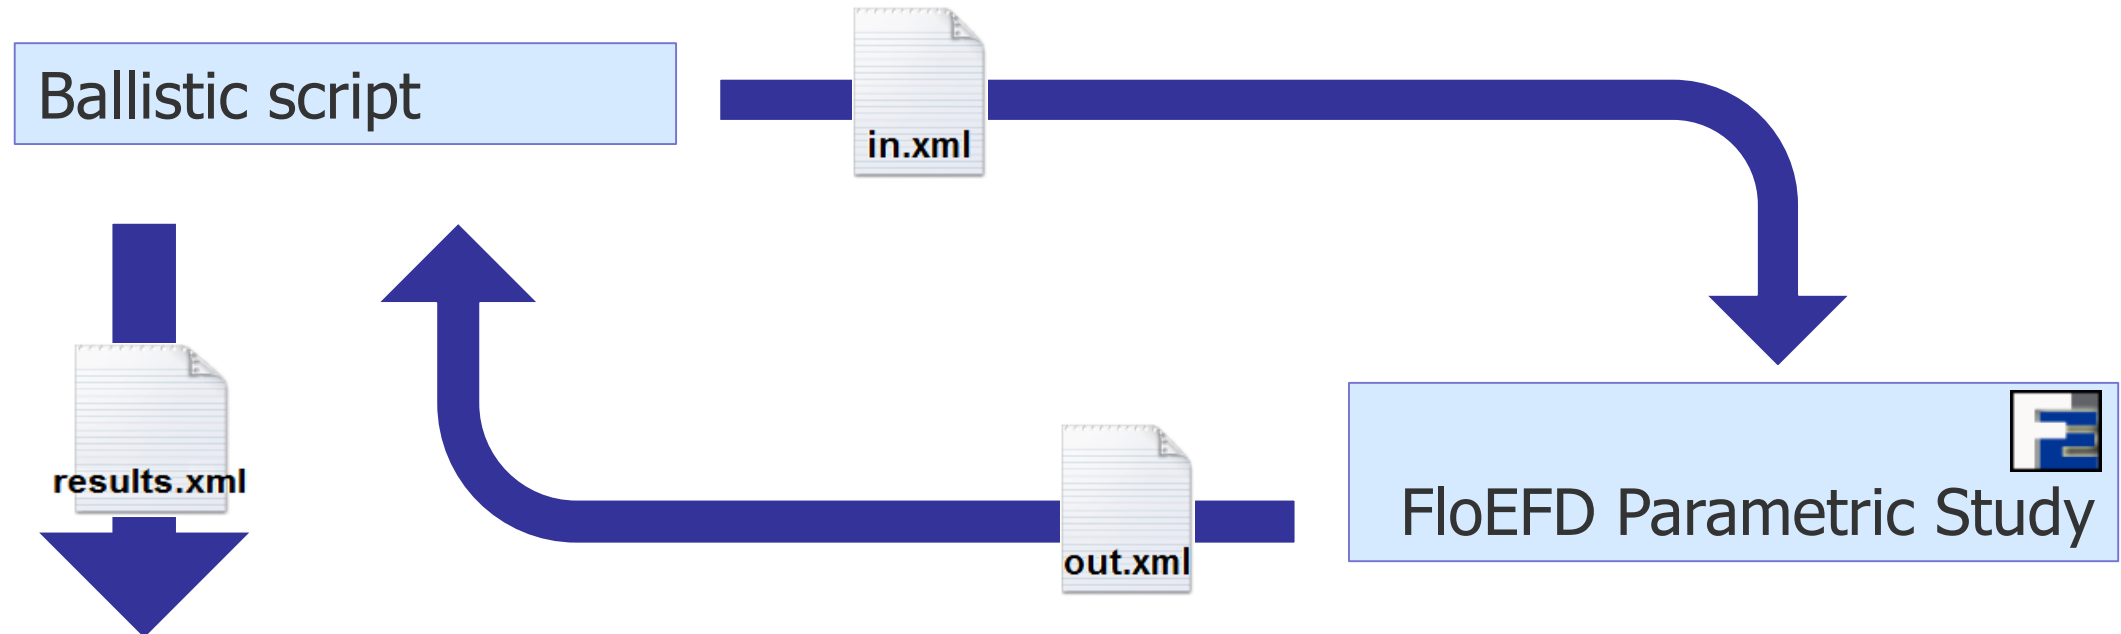 Ballistic script
in.xml
results.xml
out.xml
FloEFD Parametric Study